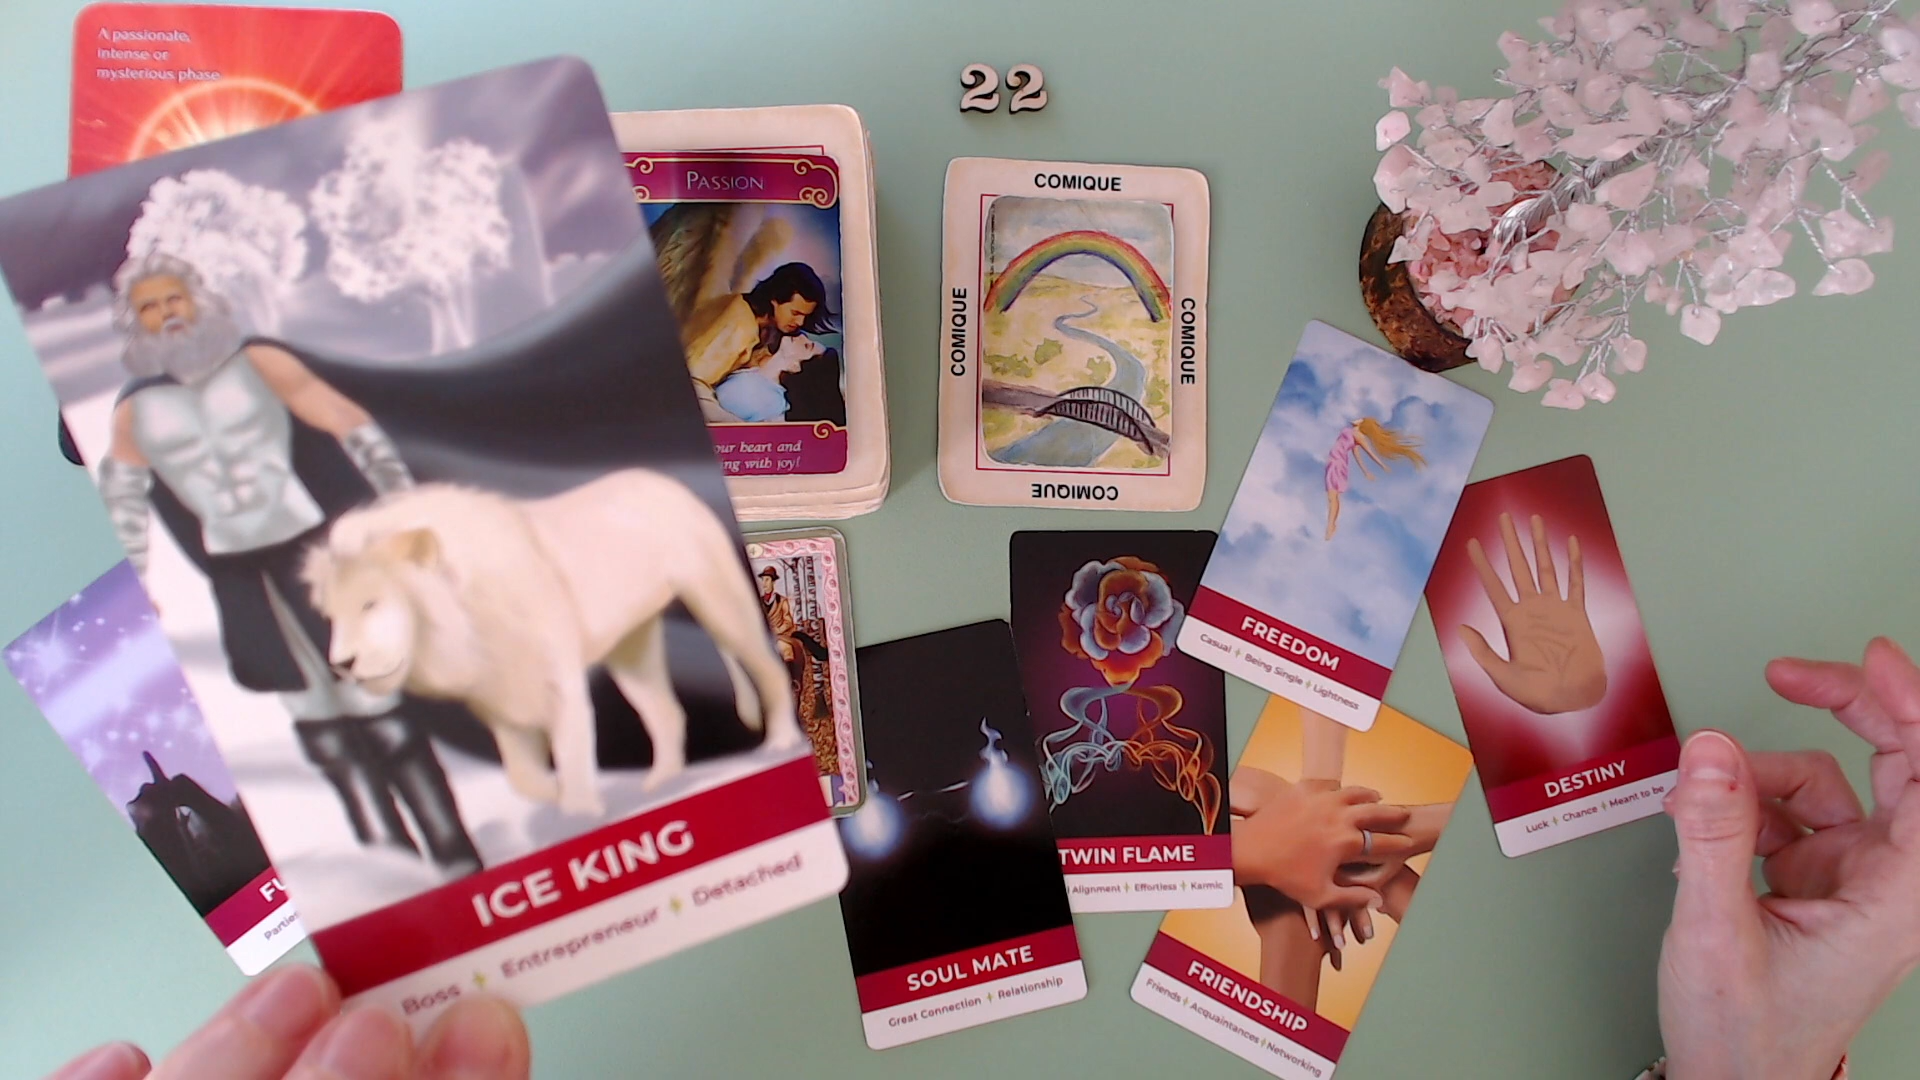 A passionate,
intense or
mysterious phase
22
PASSION
our heart and
ing with joy!
COMIQUE
COMIQUE
COMIQUE
COMIQUE
ICE KING
Boss Entrepreneur Detached
FU
Parties
SOUL MATE
Great Connection Relationship
TWIN FLAME
l Alignment Effortless Karmic
FREEDOM
Casual Being Single Lightness
FRIENDSHIP
Friends Acquaintances Networking
DESTINY
Luck Chance Meant to be